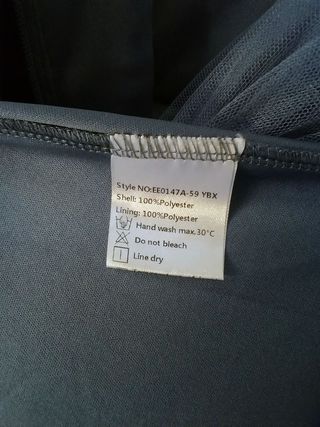 Style NO:EE0147A-59 YBX
Shell: 100%Polyester
Lining: 100%Polyester
Hand wash max.30°C
Do not bleach
Line dry